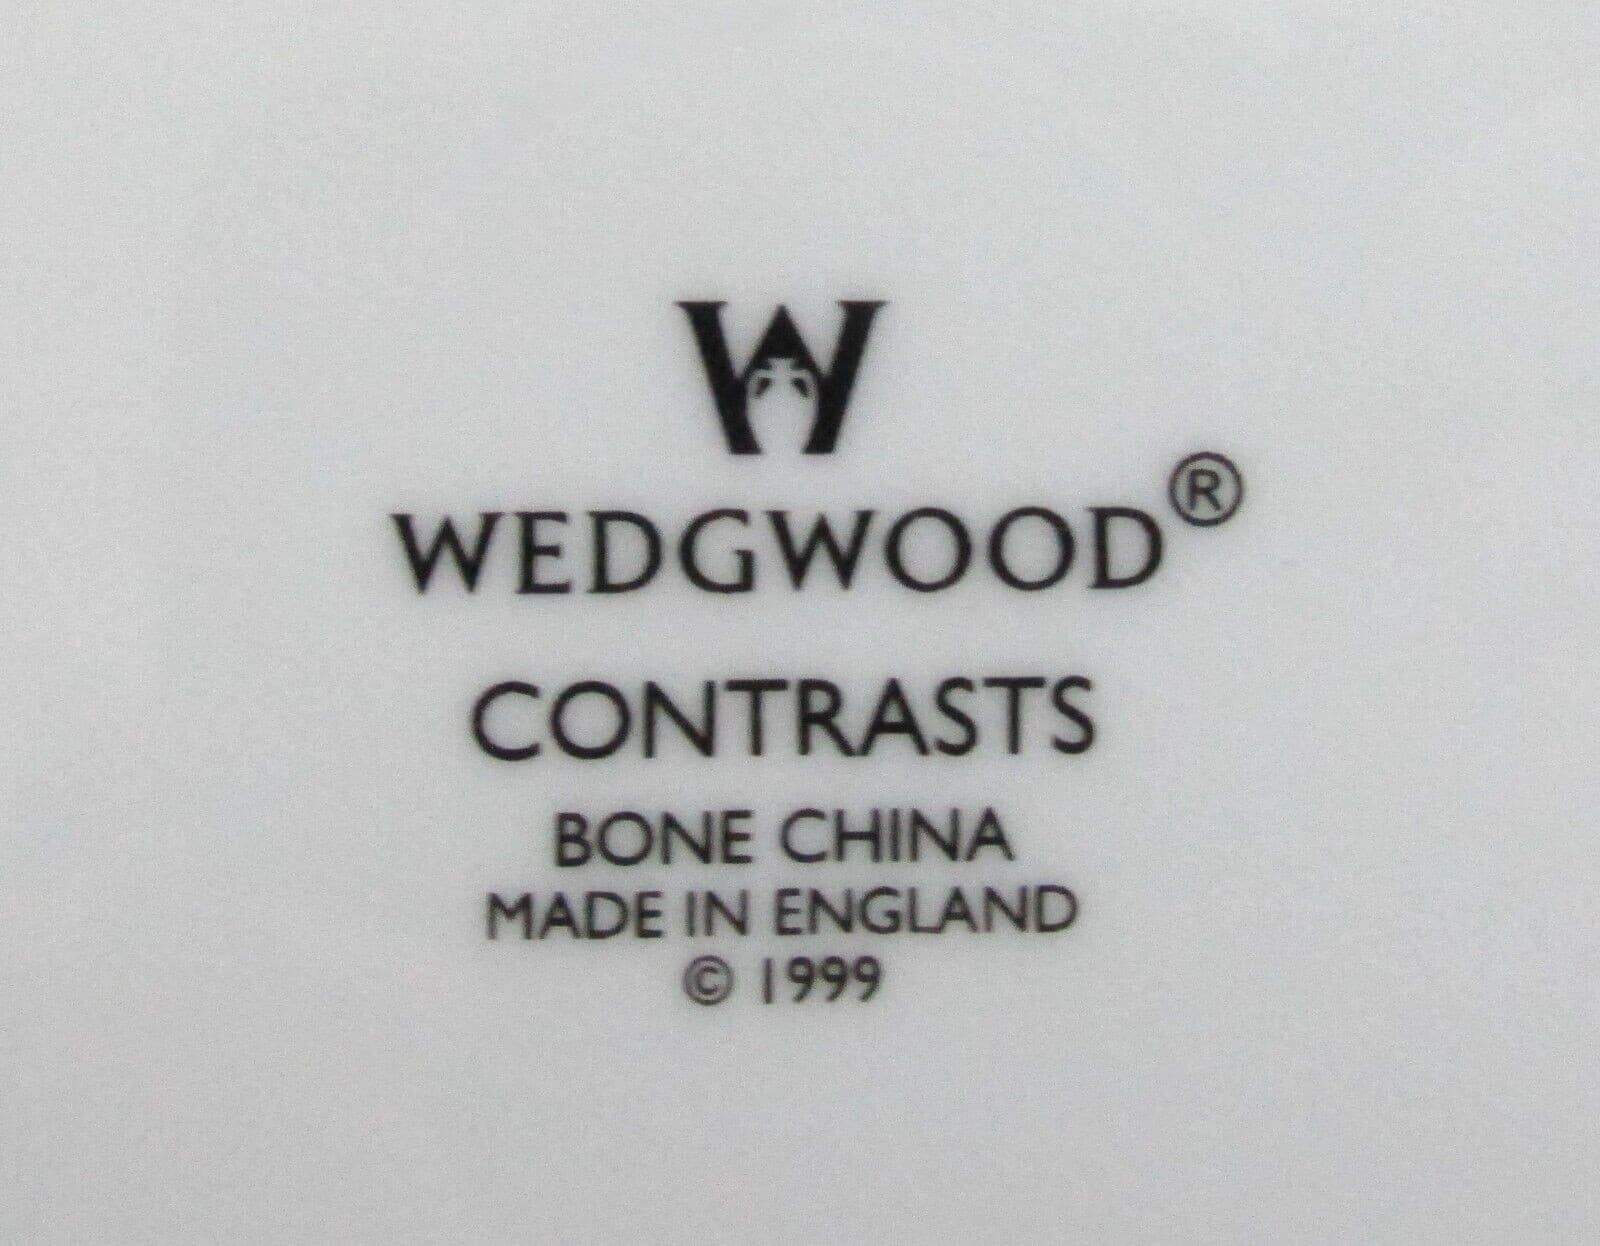 W
WEDGWOOD®
CONTRASTS
BONE CHINA
MADE IN ENGLAND
© 1999